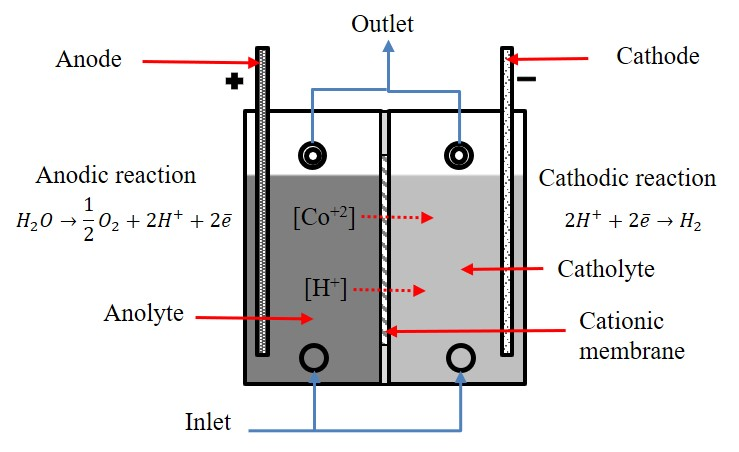 Outlet
Anode
Cathode
+
−
Anodic reaction
H₂O → 1/2 O₂ + 2H⁺ + 2ē
Cathodic reaction
2H⁺ + 2ē → H₂
[Co⁺²]
[H⁺]
Catholyte
Anolyte
Cationic
membrane
Inlet